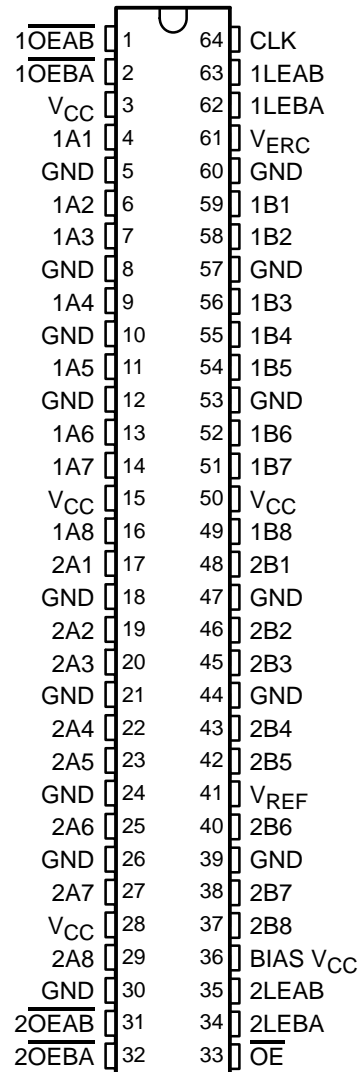 1O̅E̅A̅B̅ 1 64 CLK
1O̅E̅B̅A̅ 2 63 1LEAB
VCC 3 62 1LEBA
1A1 4 61 VERC
GND 5 60 GND
1A2 6 59 1B1
1A3 7 58 1B2
GND 8 57 GND
1A4 9 56 1B3
GND 10 55 1B4
1A5 11 54 1B5
GND 12 53 GND
1A6 13 52 1B6
1A7 14 51 1B7
VCC 15 50 VCC
1A8 16 49 1B8
2A1 17 48 2B1
GND 18 47 GND
2A2 19 46 2B2
2A3 20 45 2B3
GND 21 44 GND
2A4 22 43 2B4
2A5 23 42 2B5
GND 24 41 VREF
2A6 25 40 2B6
GND 26 39 GND
2A7 27 38 2B7
VCC 28 37 2B8
2A8 29 36 BIAS VCC
GND 30 35 2LEAB
2O̅E̅A̅B̅ 31 34 2LEBA
2O̅E̅B̅A̅ 32 33 O̅E̅